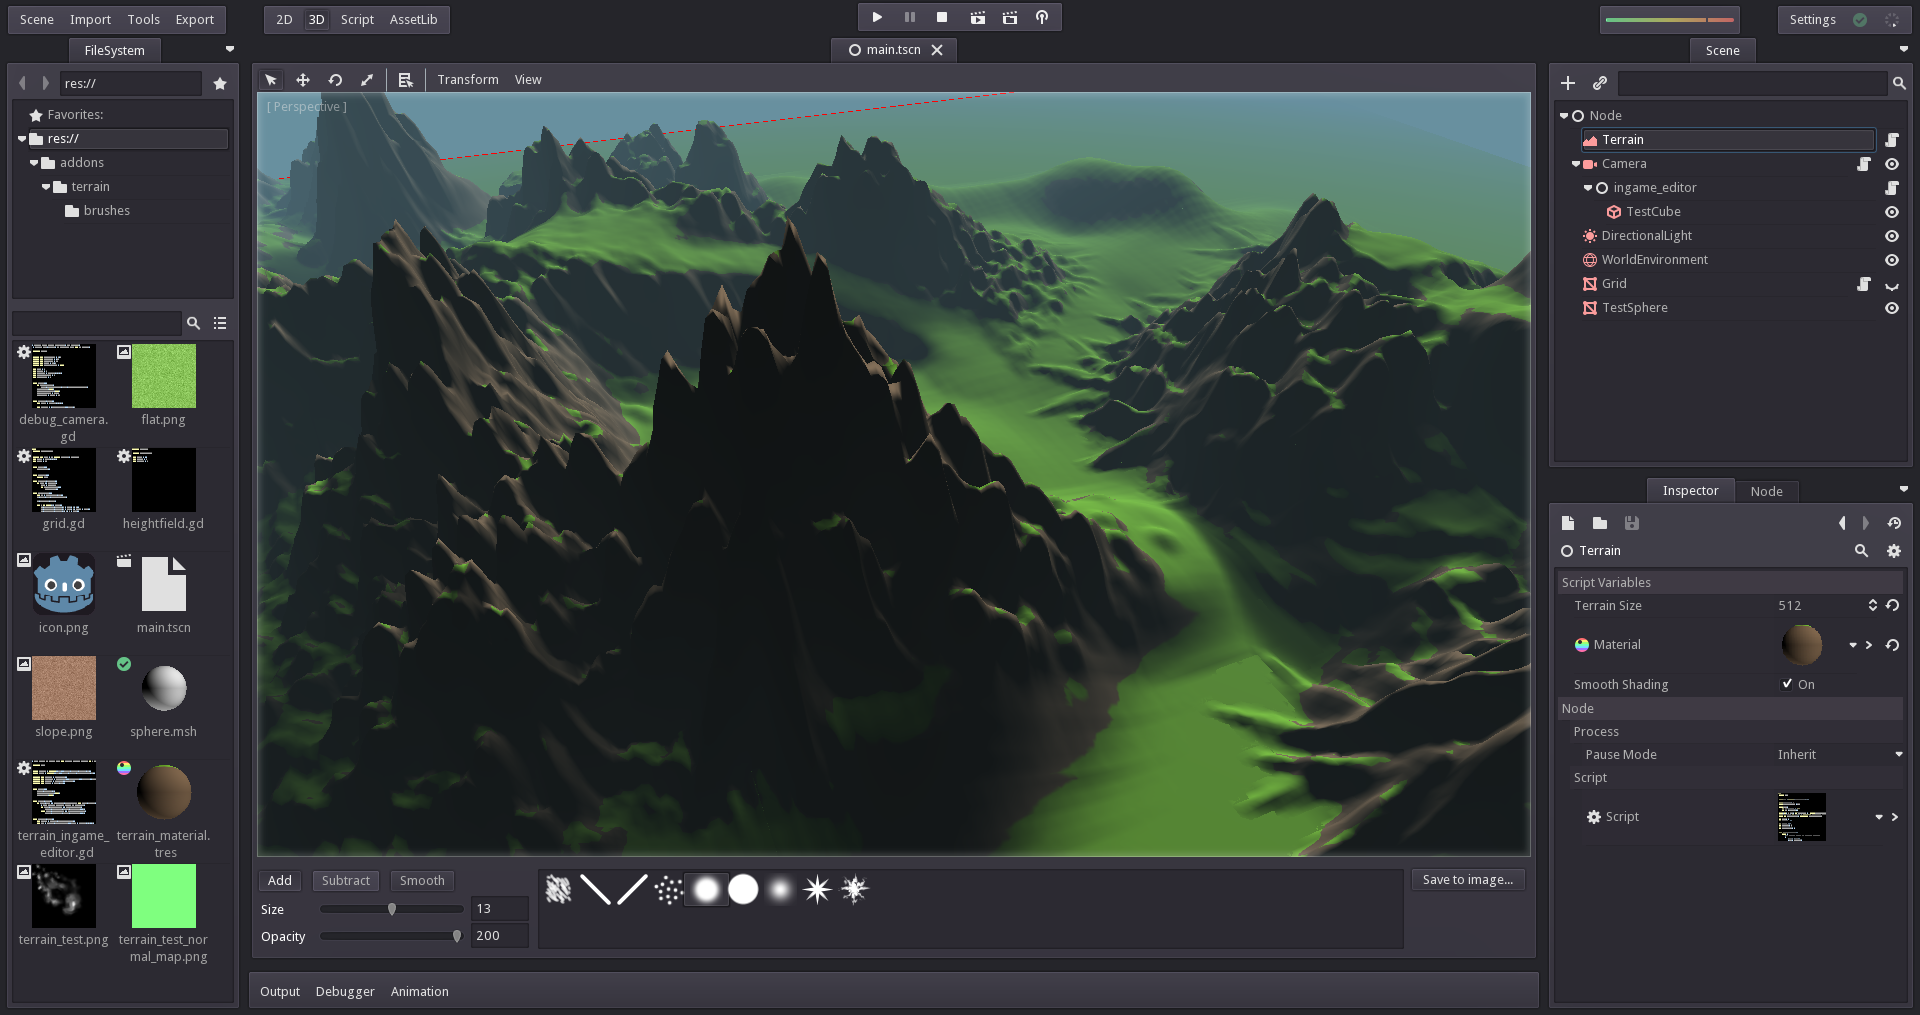 Scene Import Tools Export
2D 3D Script AssetLib
Settings
FileSystem
main.tscn
Scene
res://
Transform View
Favorites:
res://
addons
terrain
brushes
[ Perspective ]
Node
Terrain
Camera
ingame_editor
TestCube
DirectionalLight
WorldEnvironment
Grid
TestSphere
debug_camera.
gd
flat.png
grid.gd
heightfield.gd
icon.png
main.tscn
slope.png
sphere.msh
terrain_ingame_
editor.gd
terrain_material.
tres
terrain_test.png
terrain_test_nor
mal_map.png
Inspector Node
Terrain
Script Variables
Terrain Size 512
Material
Smooth Shading On
Node
Process
Pause Mode Inherit
Script
Script
Add Subtract Smooth
Size 13
Opacity 200
Save to image...
Output Debugger Animation